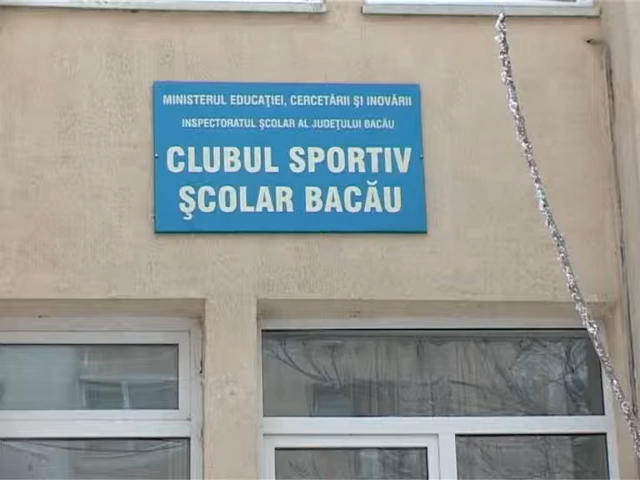 MINISTERUL EDUCAŢIEI, CERCETĂRII ŞI INOVĂRII
INSPECTORATUL ŞCOLAR AL JUDEŢULUI BACĂU
CLUBUL SPORTIV
ŞCOLAR BACĂU